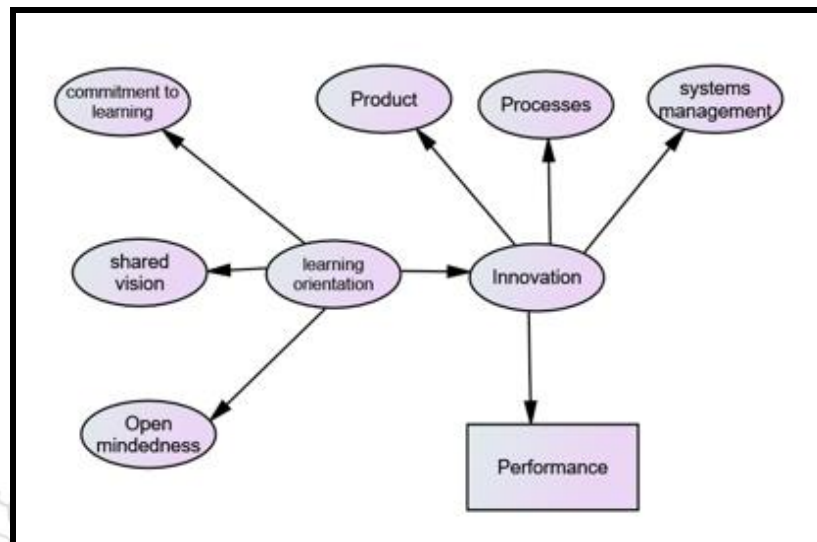 commitment to
learning
Product
Processes
systems
management
shared
vision
learning
orientation
Innovation
Open
mindedness
Performance